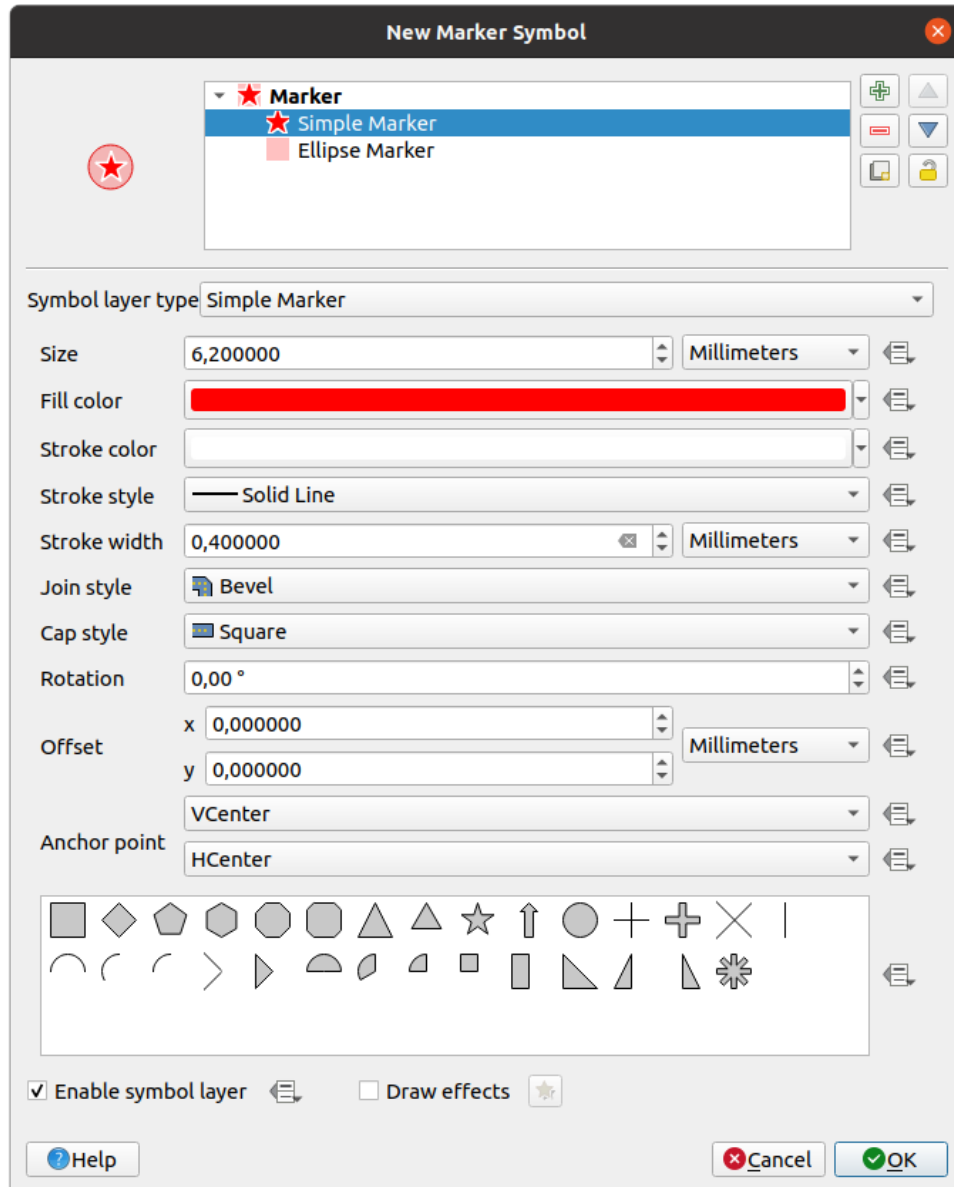 New Marker Symbol
Marker
Simple Marker
Ellipse Marker
Symbol layer type Simple Marker
Size 6,200000 Millimeters
Fill color
Stroke color
Stroke style Solid Line
Stroke width 0,400000 Millimeters
Join style Bevel
Cap style Square
Rotation 0,00 °
Offset x 0,000000 Millimeters
y 0,000000
Anchor point VCenter
HCenter
Enable symbol layer Draw effects
Help Cancel OK